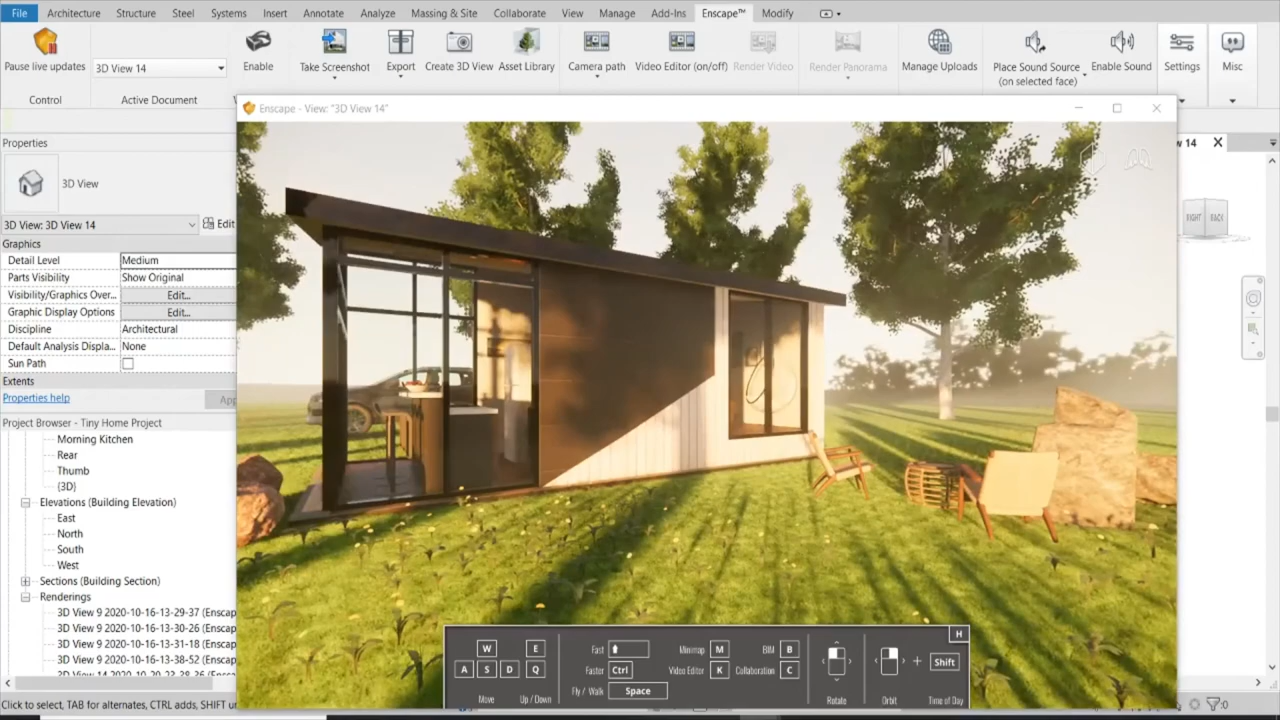 File Architecture Structure Steel Systems Insert Annotate Analyze Massing & Site Collaborate View Manage Add-Ins Enscape™ Modify
Pause live updates
3D View 14
Enable
Take Screenshot
Export
Create 3D View
Asset Library
Camera path
Video Editor (on/off)
Render Video
Render Panorama
Manage Uploads
Place Sound Source
(on selected face)
Enable Sound
Settings
Misc
Control
Active Document
Enscape - View: "3D View 14"
Properties
3D View
3D View: 3D View 14
Edit
Graphics
Detail Level Medium
Parts Visibility Show Original
Visibility/Graphics Over... Edit...
Graphic Display Options Edit...
Discipline Architectural
Default Analysis Displa... None
Sun Path
Extents
Properties help
App
Project Browser - Tiny Home Project
Morning Kitchen
Rear
Thumb
{3D}
Elevations (Building Elevation)
East
North
South
West
Sections (Building Section)
Renderings
3D View 9 2020-10-16-13-29-37 (Enscap
3D View 9 2020-10-16-13-30-26 (Enscap
3D View 9 2020-10-16-13-31-18 (Enscap
3D View 9 2020-10-16-13-38-52 (Enscap
Click to select, TAB for alternates, CTRL adds, SHIFT un
w 14
RIGHT BACK
W E
A S D Q
Move
Up / Down
Fast
Faster Ctrl
Fly / Walk Space
Minimap M
Video Editor K
BIM B
Collaboration C
Rotate
Orbit
+ Shift
Time of Day
H
:0